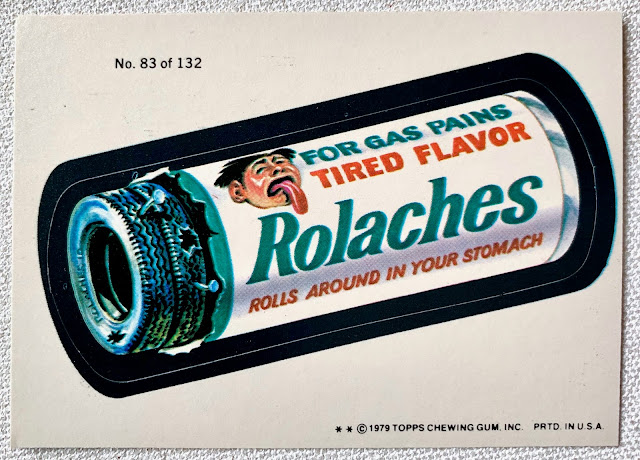 No. 83 of 132
FOR GAS PAINS
TIRED FLAVOR
Rolaches
ROLLS AROUND IN YOUR STOMACH
** ©1979 TOPPS CHEWING GUM, INC. PRTD. IN U.S.A.